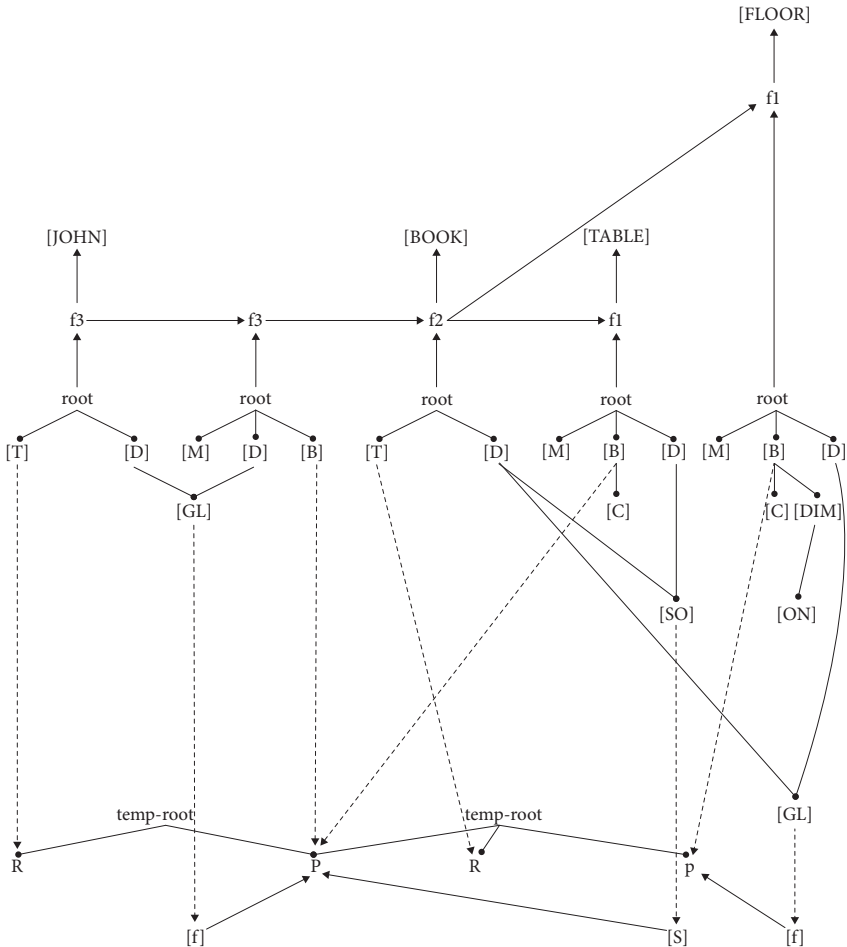 [FLOOR]
f1
[JOHN] [BOOK] [TABLE]
f3 f3 f2 f1
root root root root root
[T] [D] [M] [D] [B] [T] [D] [M] [B] [D] [M] [B] [D]
[GL] [C] [C] [DIM]
[SO] [ON]
temp-root temp-root [GL]
R P R p
[f] [S] [f]